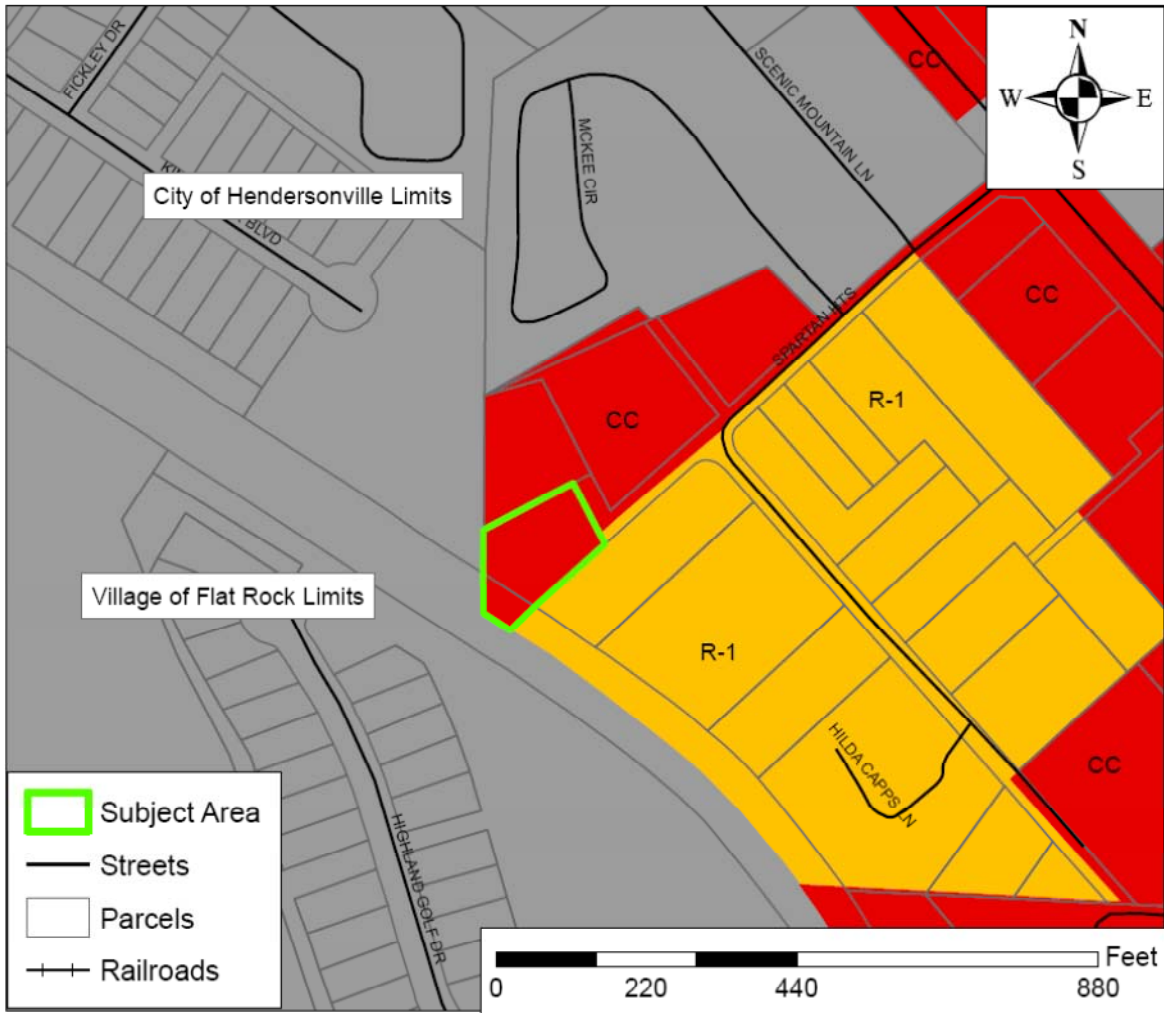 FICKLEY DR
SCENIC MOUNTAIN LN
CC
N
W
E
S
MCKEE CIR
City of Hendersonville Limits
BLVD
CC
SPARTAN HTS
R-1
CC
Village of Flat Rock Limits
R-1
HILDA CAPPS LN
CC
HIGHLAND GOLF DR
Subject Area
Streets
Parcels
Railroads
Feet
0 220 440 880